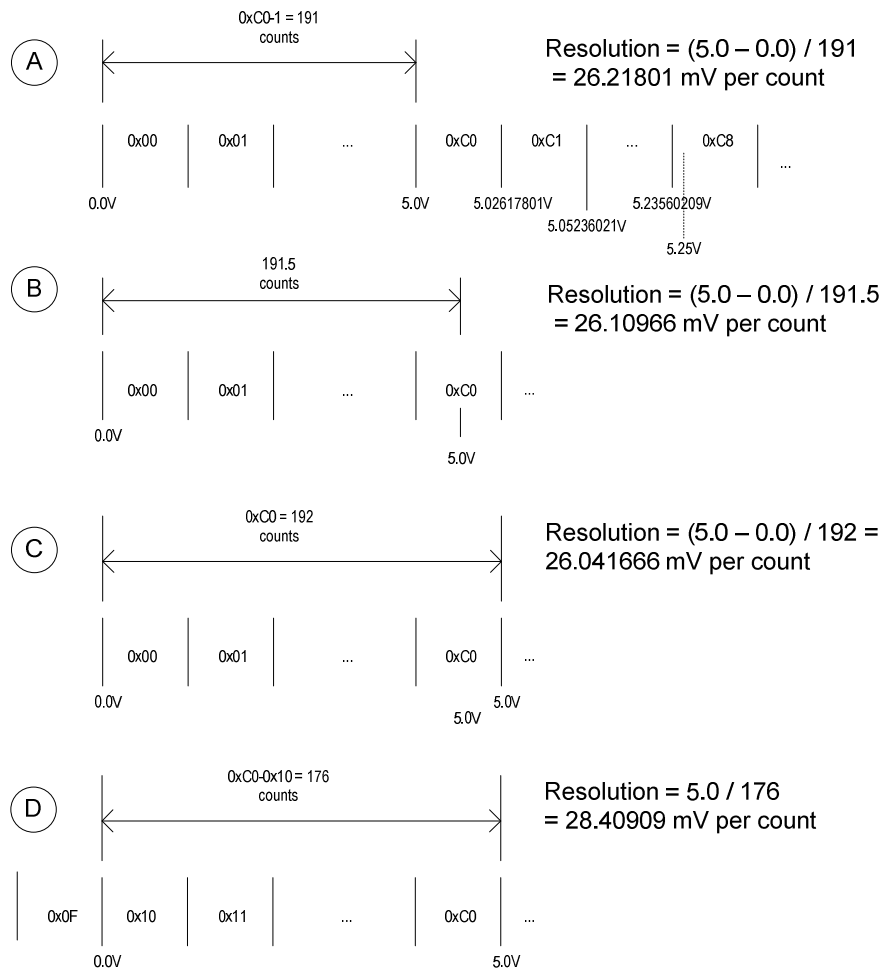 0xC0-1 = 191
counts
A
Resolution = (5.0 – 0.0) / 191
= 26.21801 mV per count
0x00 0x01 ... 0xC0 0xC1 ... 0xC8 ...
0.0V 5.0V 5.02617801V 5.23560209V
5.05236021V
5.25V
191.5
counts
B
Resolution = (5.0 – 0.0) / 191.5
= 26.10966 mV per count
0x00 0x01 ... 0xC0 ...
0.0V
5.0V
0xC0 = 192
counts
C
Resolution = (5.0 – 0.0) / 192 =
26.041666 mV per count
0x00 0x01 ... 0xC0 ...
0.0V 5.0V
5.0V
0xC0-0x10 = 176
counts
D
Resolution = 5.0 / 176
= 28.40909 mV per count
0x0F 0x10 0x11 ... 0xC0 ...
0.0V 5.0V